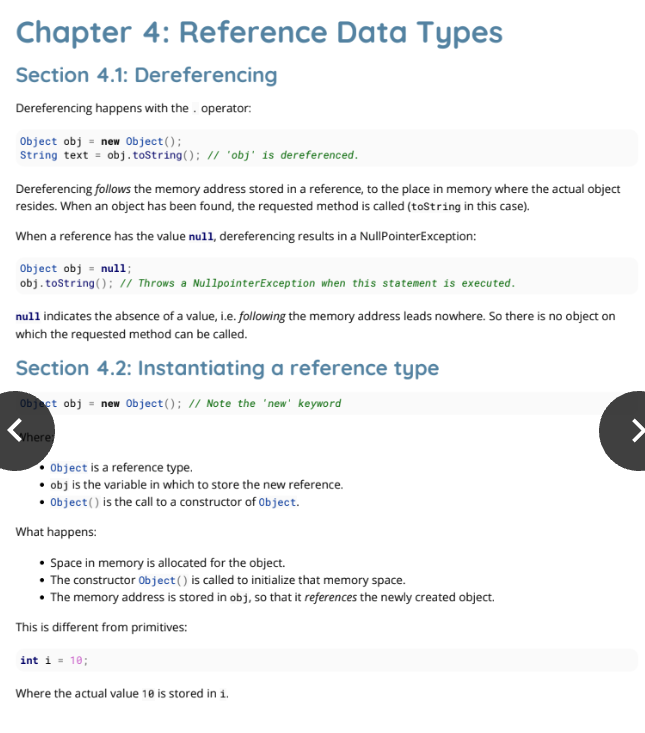 Chapter 4: Reference Data Types
Section 4.1: Dereferencing
Dereferencing happens with the . operator:
Object obj = new Object();
String text = obj.toString(); // 'obj' is dereferenced.
Dereferencing follows the memory address stored in a reference, to the place in memory where the actual object
resides. When an object has been found, the requested method is called (toString in this case).
When a reference has the value null, dereferencing results in a NullPointerException:
Object obj = null;
obj.toString(); // Throws a NullpointerException when this statement is executed.
null indicates the absence of a value, i.e. following the memory address leads nowhere. So there is no object on
which the requested method can be called.
Section 4.2: Instantiating a reference type
Object obj = new Object(); // Note the 'new' keyword
Where:
• Object is a reference type.
• obj is the variable in which to store the new reference.
• Object() is the call to a constructor of Object.
What happens:
• Space in memory is allocated for the object.
• The constructor Object() is called to initialize that memory space.
• The memory address is stored in obj, so that it references the newly created object.
This is different from primitives:
int i = 10;
Where the actual value 10 is stored in i.